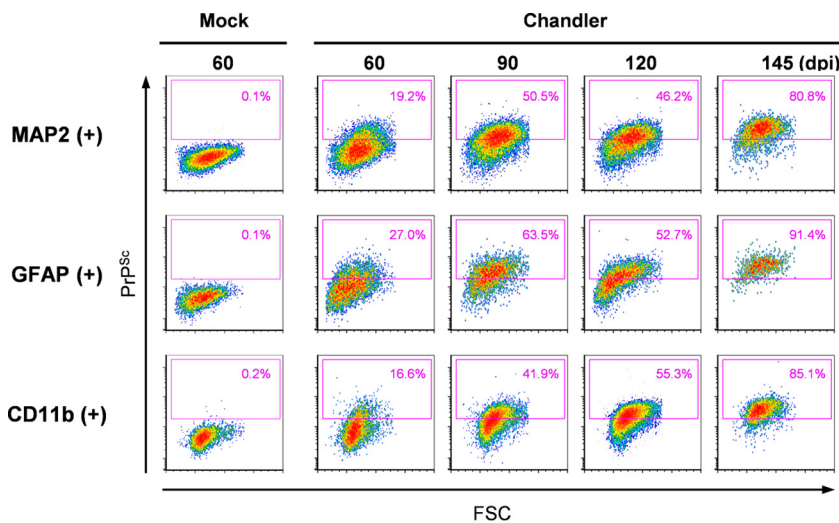 Mock Chandler
60 60 90 120 145 (dpi)
MAP2 (+) 0.1% 19.2% 50.5% 46.2% 80.8%
GFAP (+) 0.1% 27.0% 63.5% 52.7% 91.4%
CD11b (+) 0.2% 16.6% 41.9% 55.3% 85.1%
PrPSc
FSC